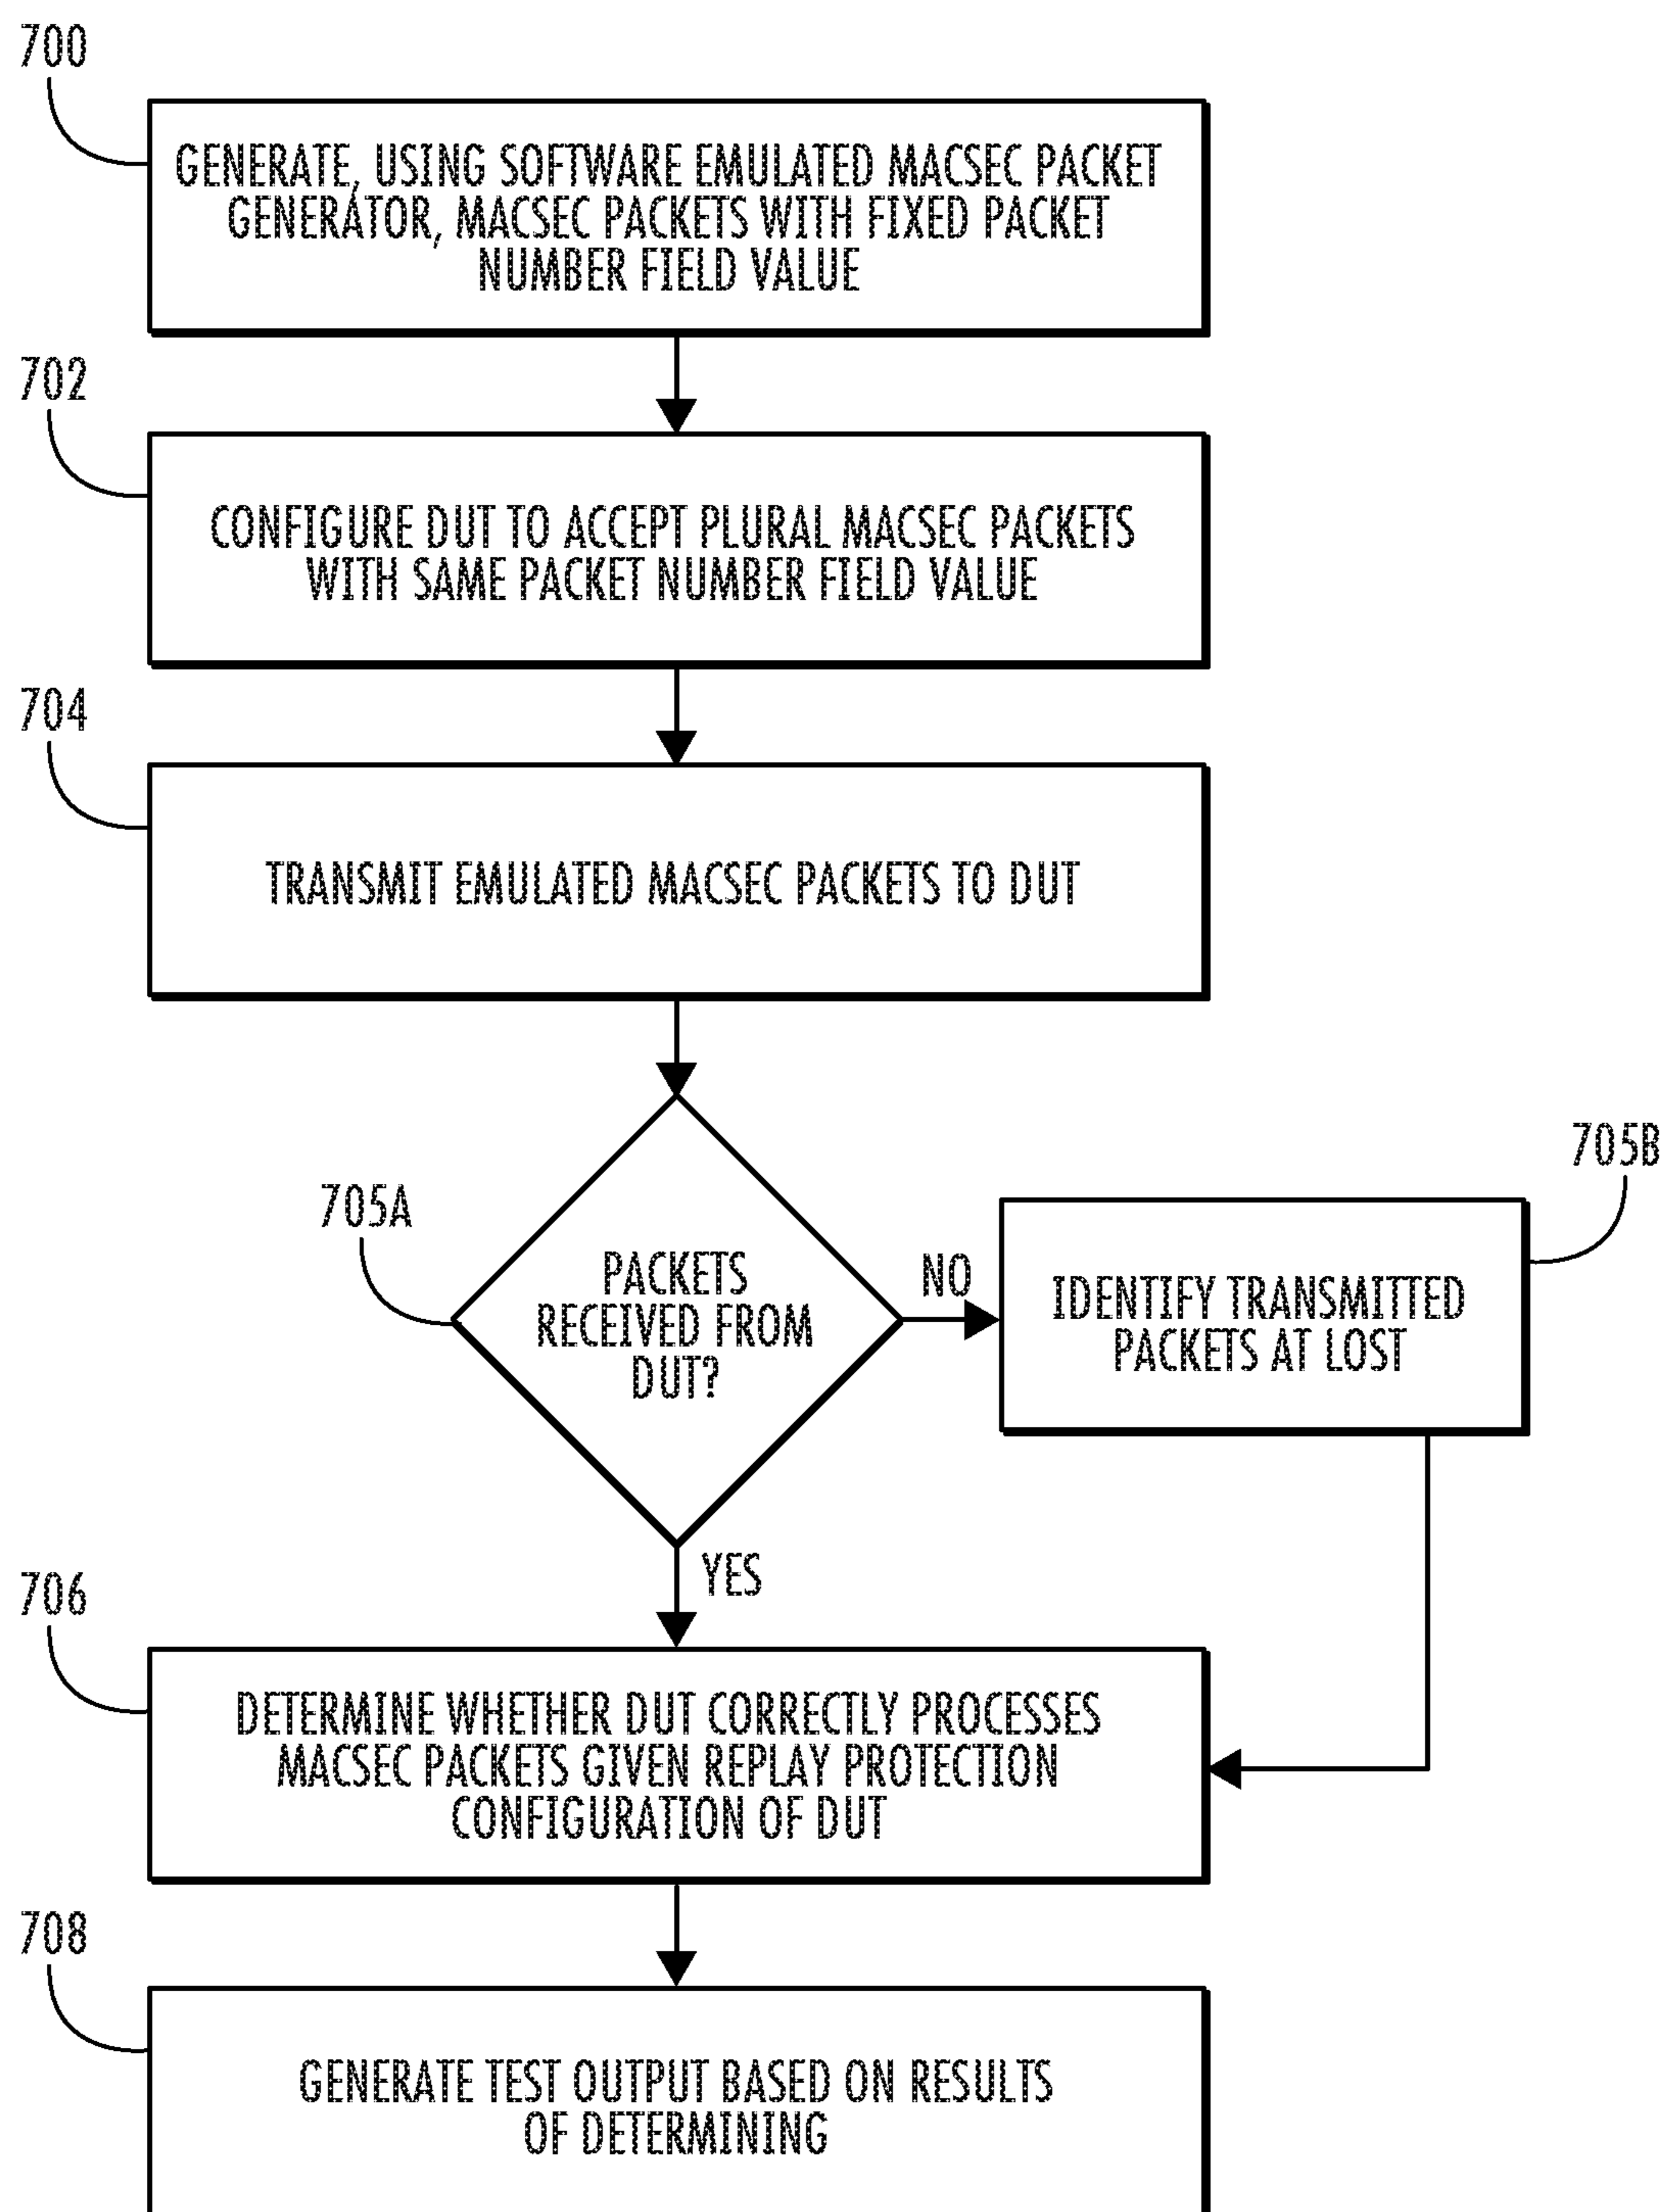 700
GENERATE, USING SOFTWARE EMULATED MACSEC PACKET
GENERATOR, MACSEC PACKETS WITH FIXED PACKET
NUMBER FIELD VALUE
702
CONFIGURE DUT TO ACCEPT PLURAL MACSEC PACKETS
WITH SAME PACKET NUMBER FIELD VALUE
704
TRANSMIT EMULATED MACSEC PACKETS TO DUT
705A
PACKETS
RECEIVED FROM
DUT?
NO
705B
IDENTIFY TRANSMITTED
PACKETS AT LOST
YES
706
DETERMINE WHETHER DUT CORRECTLY PROCESSES
MACSEC PACKETS GIVEN REPLAY PROTECTION
CONFIGURATION OF DUT
708
GENERATE TEST OUTPUT BASED ON RESULTS
OF DETERMINING